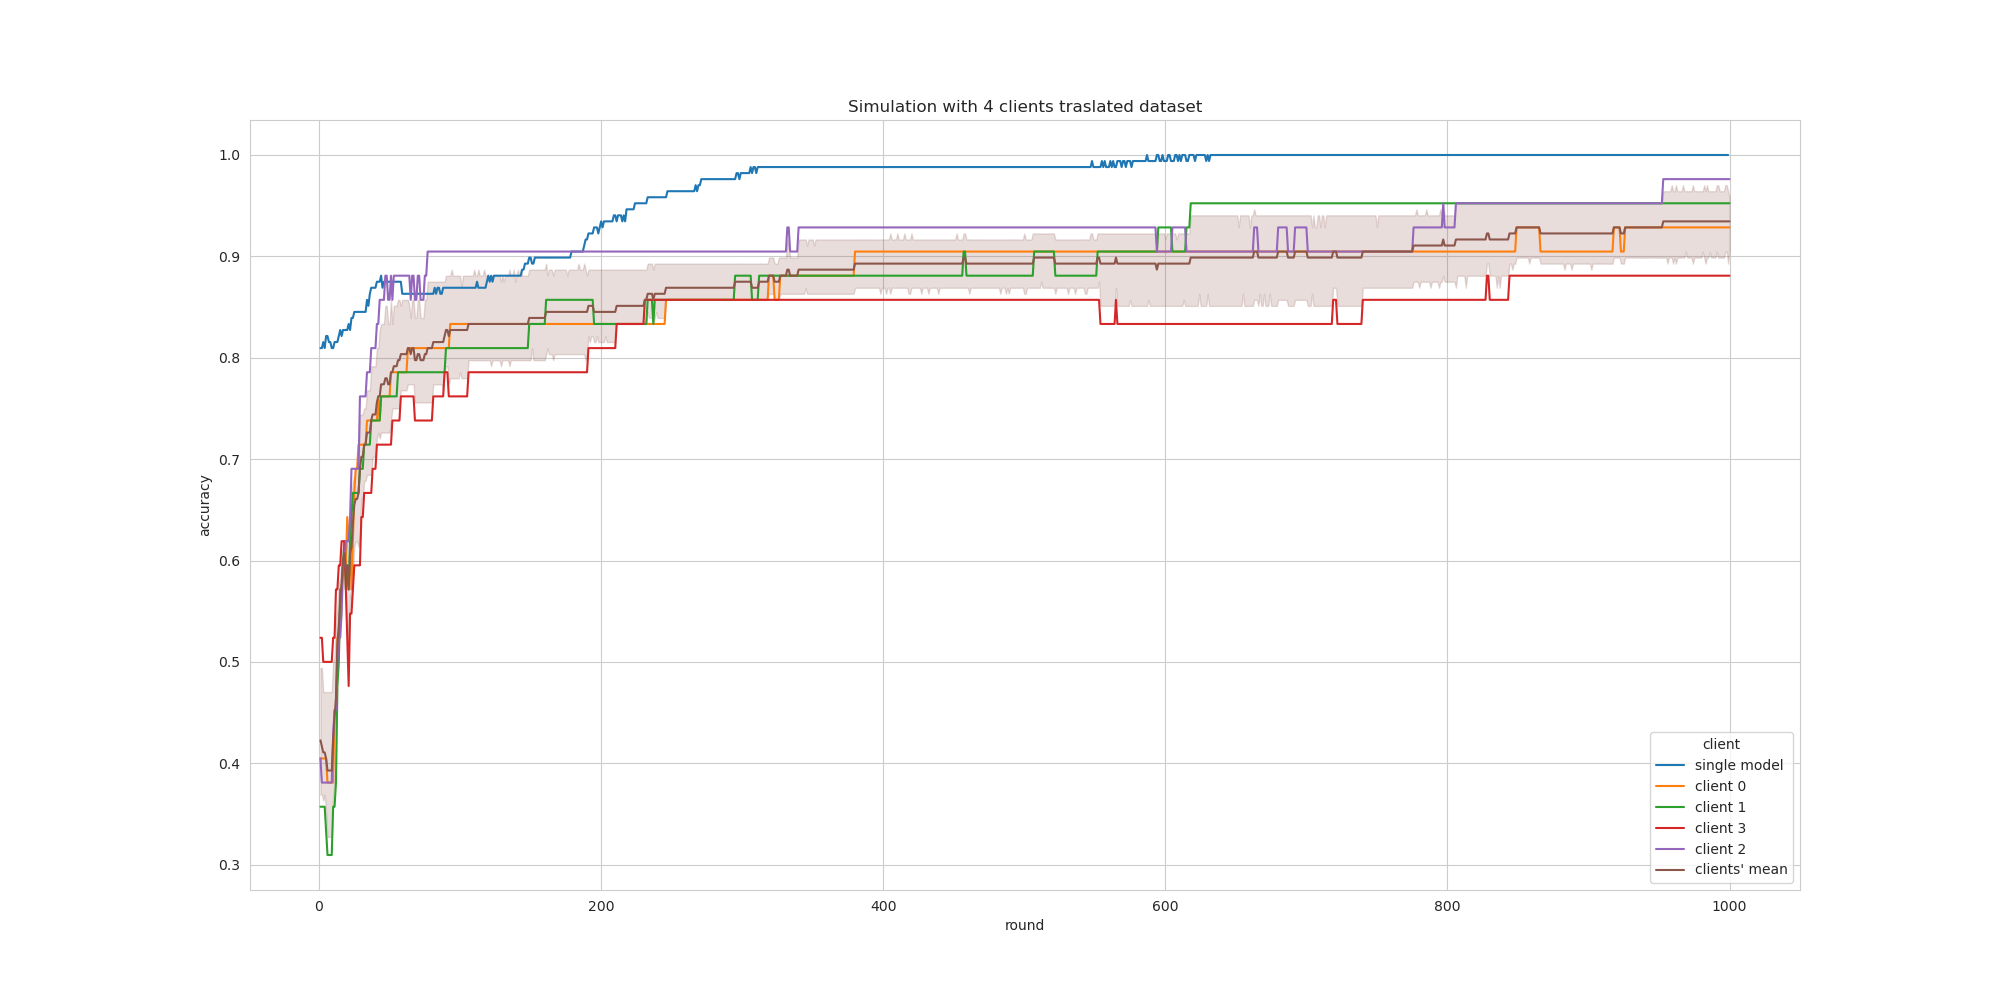 Simulation with 4 clients traslated dataset
accuracy
1.0
0.9
0.8
0.7
0.6
0.5
0.4
0.3
0
200
400
600
800
1000
round
client
single model
client 0
client 1
client 3
client 2
clients' mean